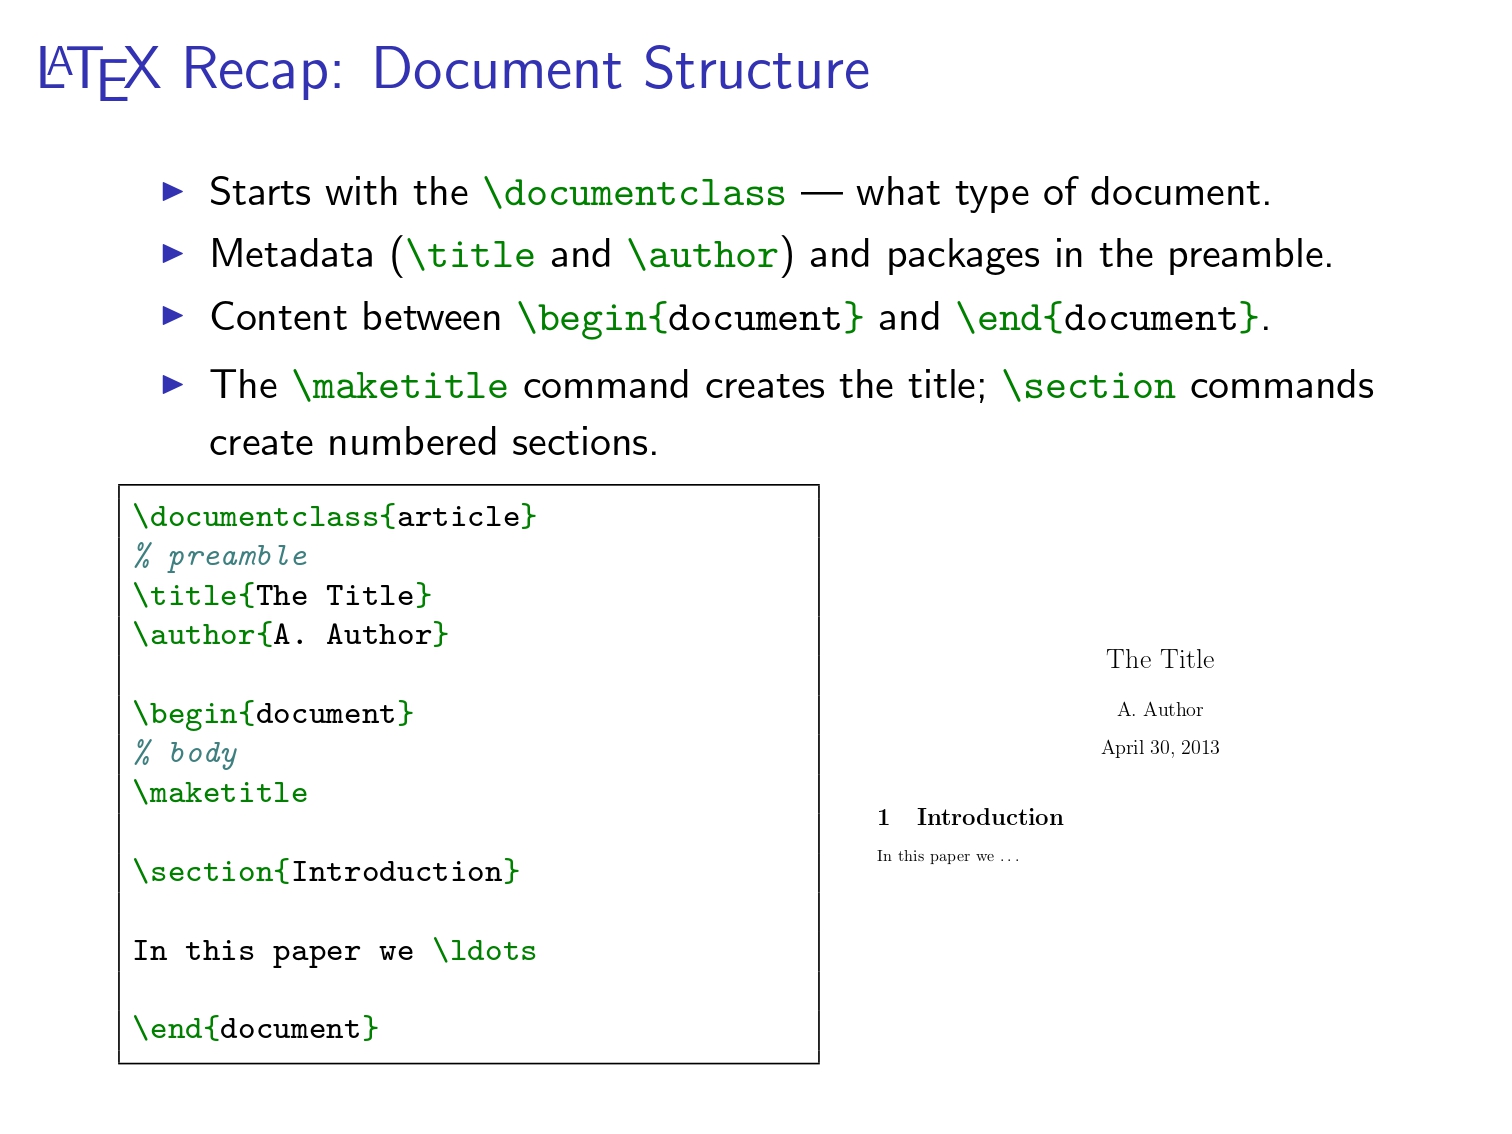 LATEX Recap: Document Structure
▶ Starts with the \documentclass — what type of document.
▶ Metadata (\title and \author) and packages in the preamble.
▶ Content between \begin{document} and \end{document}.
▶ The \maketitle command creates the title; \section commands
create numbered sections.
\documentclass{article}
% preamble
\title{The Title}
\author{A. Author}
\begin{document}
% body
\maketitle
\section{Introduction}
In this paper we \ldots
\end{document}
The Title
A. Author
April 30, 2013
1 Introduction
In this paper we ...